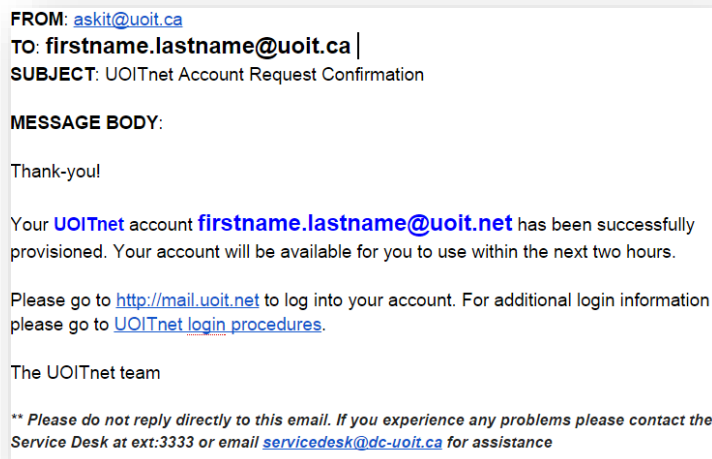 FROM: askit@uoit.ca
TO: firstname.lastname@uoit.ca
SUBJECT: UOITnet Account Request Confirmation
MESSAGE BODY:
Thank-you!
Your UOITnet account firstname.lastname@uoit.net has been successfully
provisioned. Your account will be available for you to use within the next two hours.
Please go to http://mail.uoit.net to log into your account. For additional login information
please go to UOITnet login procedures.
The UOITnet team
** Please do not reply directly to this email. If you experience any problems please contact the
Service Desk at ext:3333 or email servicedesk@dc-uoit.ca for assistance